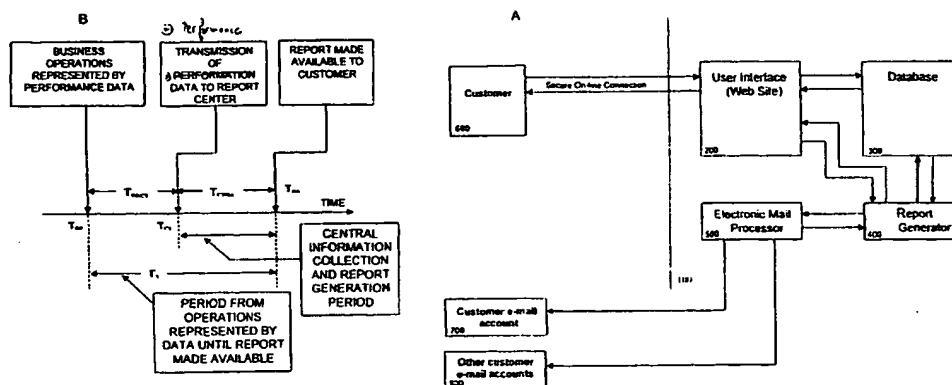 B
Performance
BUSINESS
OPERATIONS
REPRESENTED BY
PERFORMANCE DATA
TRANSMISSION
OF
PERFORMATION
DATA TO REPORT
CENTER
REPORT MADE
AVAILABLE TO
CUSTOMER
TIME
CENTRAL
INFORMATION
COLLECTION
AND REPORT
GENERATION
PERIOD
PERIOD FROM
OPERATIONS
REPRESENTED BY
DATA UNTIL REPORT
MADE AVAILABLE
A
Customer
600
Secure On-line Connection
User Interface
(Web Site)
200
Database
300
Electronic Mail
Processor
500
Report
Generator
400
Customer e-mail
account
700
Other customer
e-mail accounts